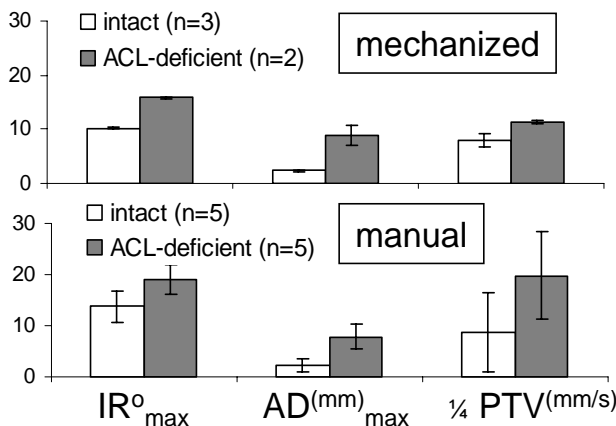 30
intact (n=3)
mechanized
ACL-deficient (n=2)
20
10
0
30
intact (n=5)
manual
ACL-deficient (n=5)
20
10
0
IRº max
AD(mm) max
¼ PTV(mm/s)